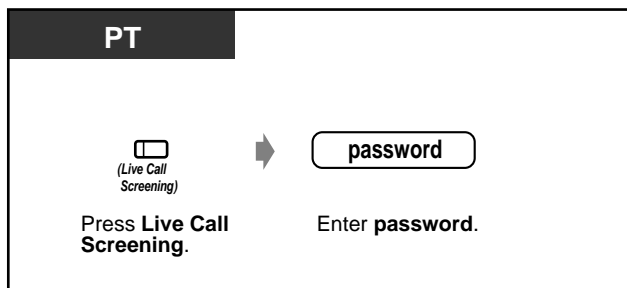 PT
(Live Call
Screening)
password
Press Live Call
Screening.
Enter password.